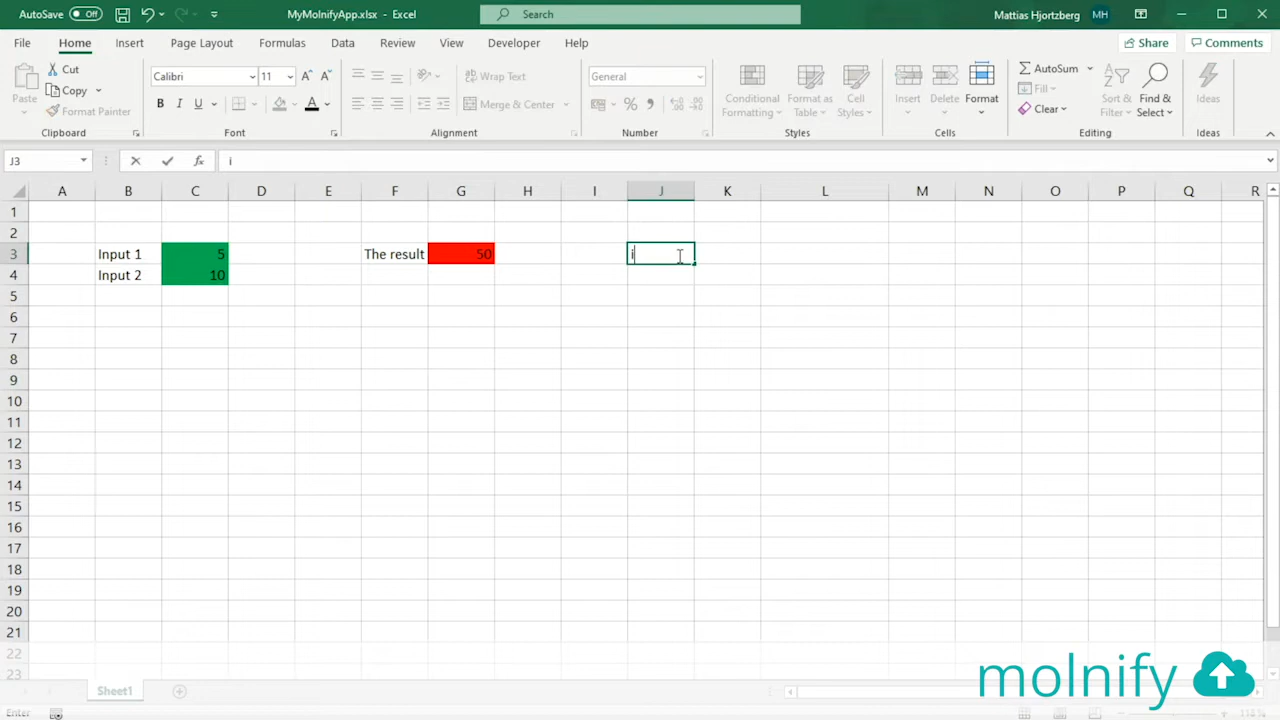 AutoSave Off MyMolnifyApp.xlsx - Excel Search Mattias Hjortzberg MH
File Home Insert Page Layout Formulas Data Review View Developer Help Share Comments
Paste Cut Copy Format Painter Clipboard
Calibri 11 B I U A Font
Wrap Text Merge & Center Alignment
General % Number
Conditional Formatting Format as Table Cell Styles Styles
Insert Delete Format Cells
AutoSum Fill Clear Sort & Filter Find & Select Editing
Ideas Ideas
J3 fx i
A B C D E F G H I J K L M N O P Q R
1
2
3 Input 1 5 The result 50 i
4 Input 2 10
5
6
7
8
9
10
11
12
13
14
15
16
17
18
19
20
21
22
23
molnify
Sheet1
Enter